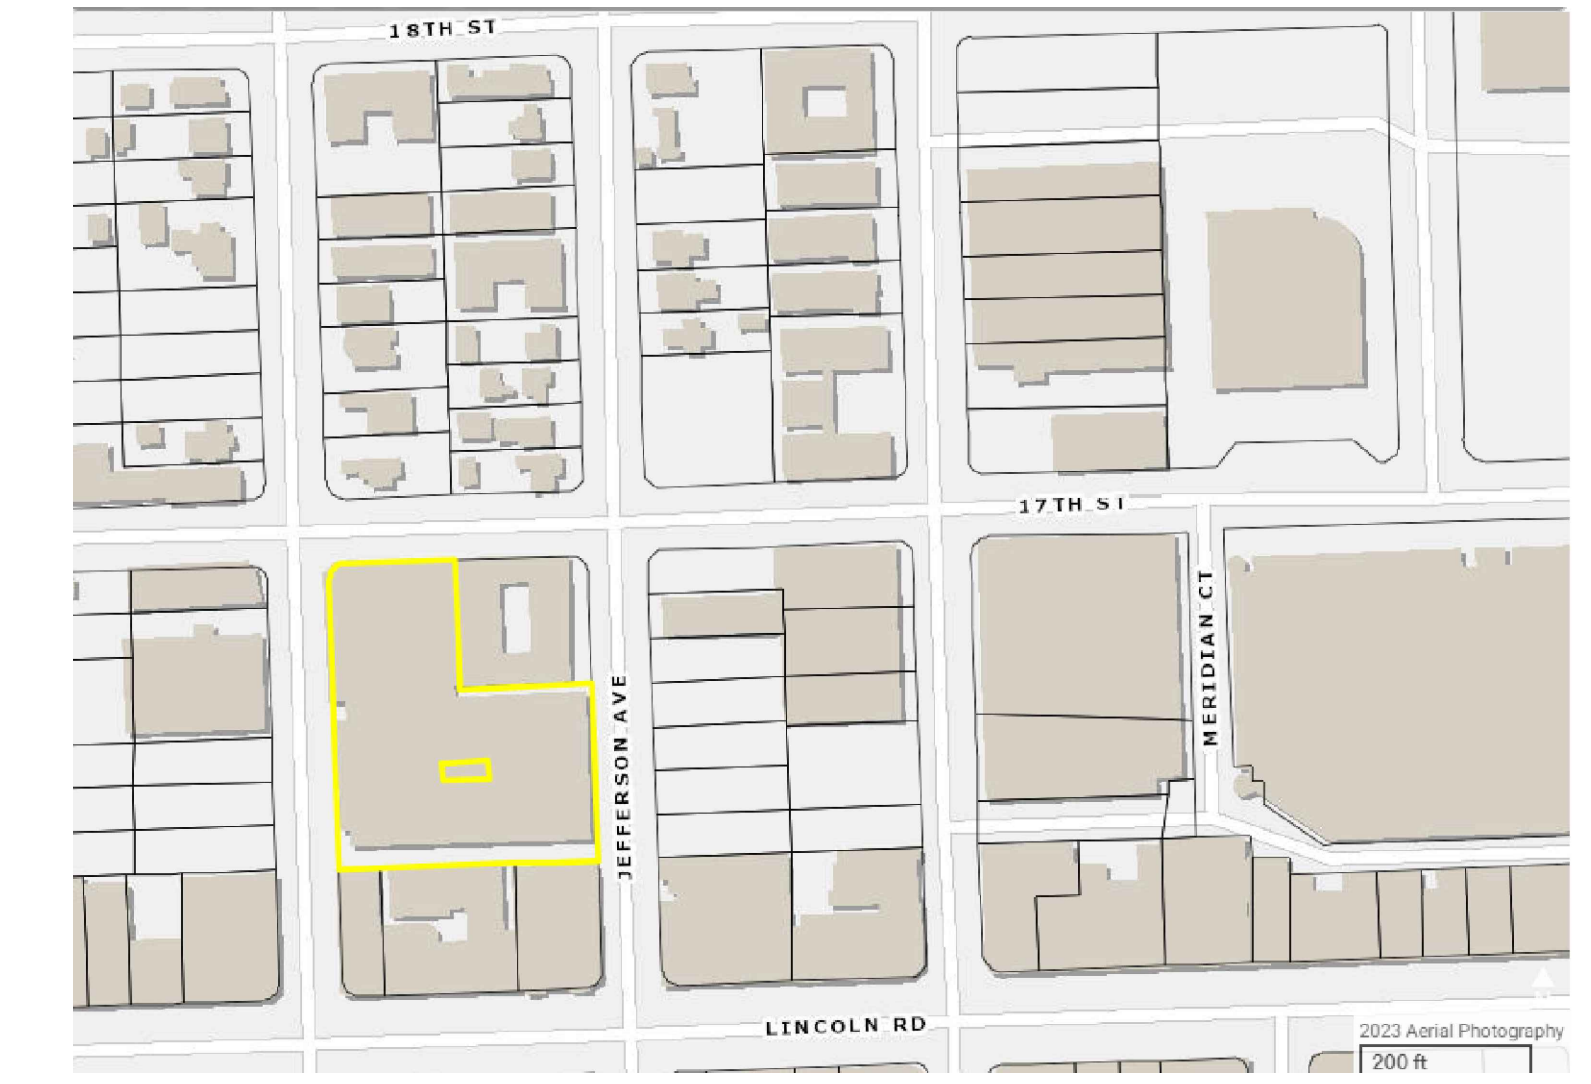 18TH ST
17TH ST
MERIDIAN CT
JEFFERSON AVE
LINCOLN RD
2023 Aerial Photography
200 ft